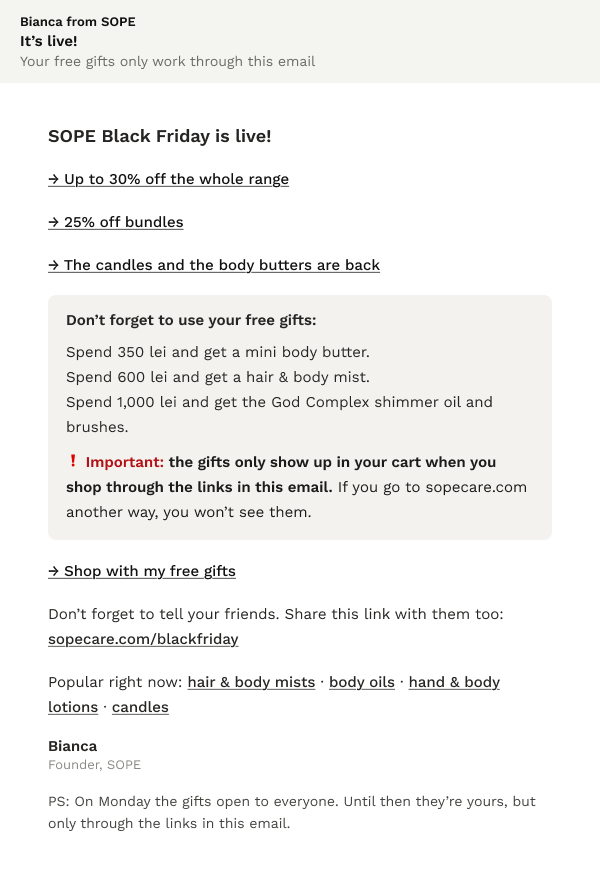 Bianca from SOPE
It’s live!
Your free gifts only work through this email
SOPE Black Friday is live!
→ Up to 30% off the whole range
→ 25% off bundles
→ The candles and the body butters are back
Don’t forget to use your free gifts:
Spend 350 lei and get a mini body butter.
Spend 600 lei and get a hair & body mist.
Spend 1,000 lei and get the God Complex shimmer oil and
brushes.
❗ Important: the gifts only show up in your cart when you
shop through the links in this email. If you go to sopecare.com
another way, you won’t see them.
→ Shop with my free gifts
Don’t forget to tell your friends. Share this link with them too:
sopecare.com/blackfriday
Popular right now: hair & body mists · body oils · hand & body
lotions · candles
Bianca
Founder, SOPE
PS: On Monday the gifts open to everyone. Until then they’re yours, but
only through the links in this email.